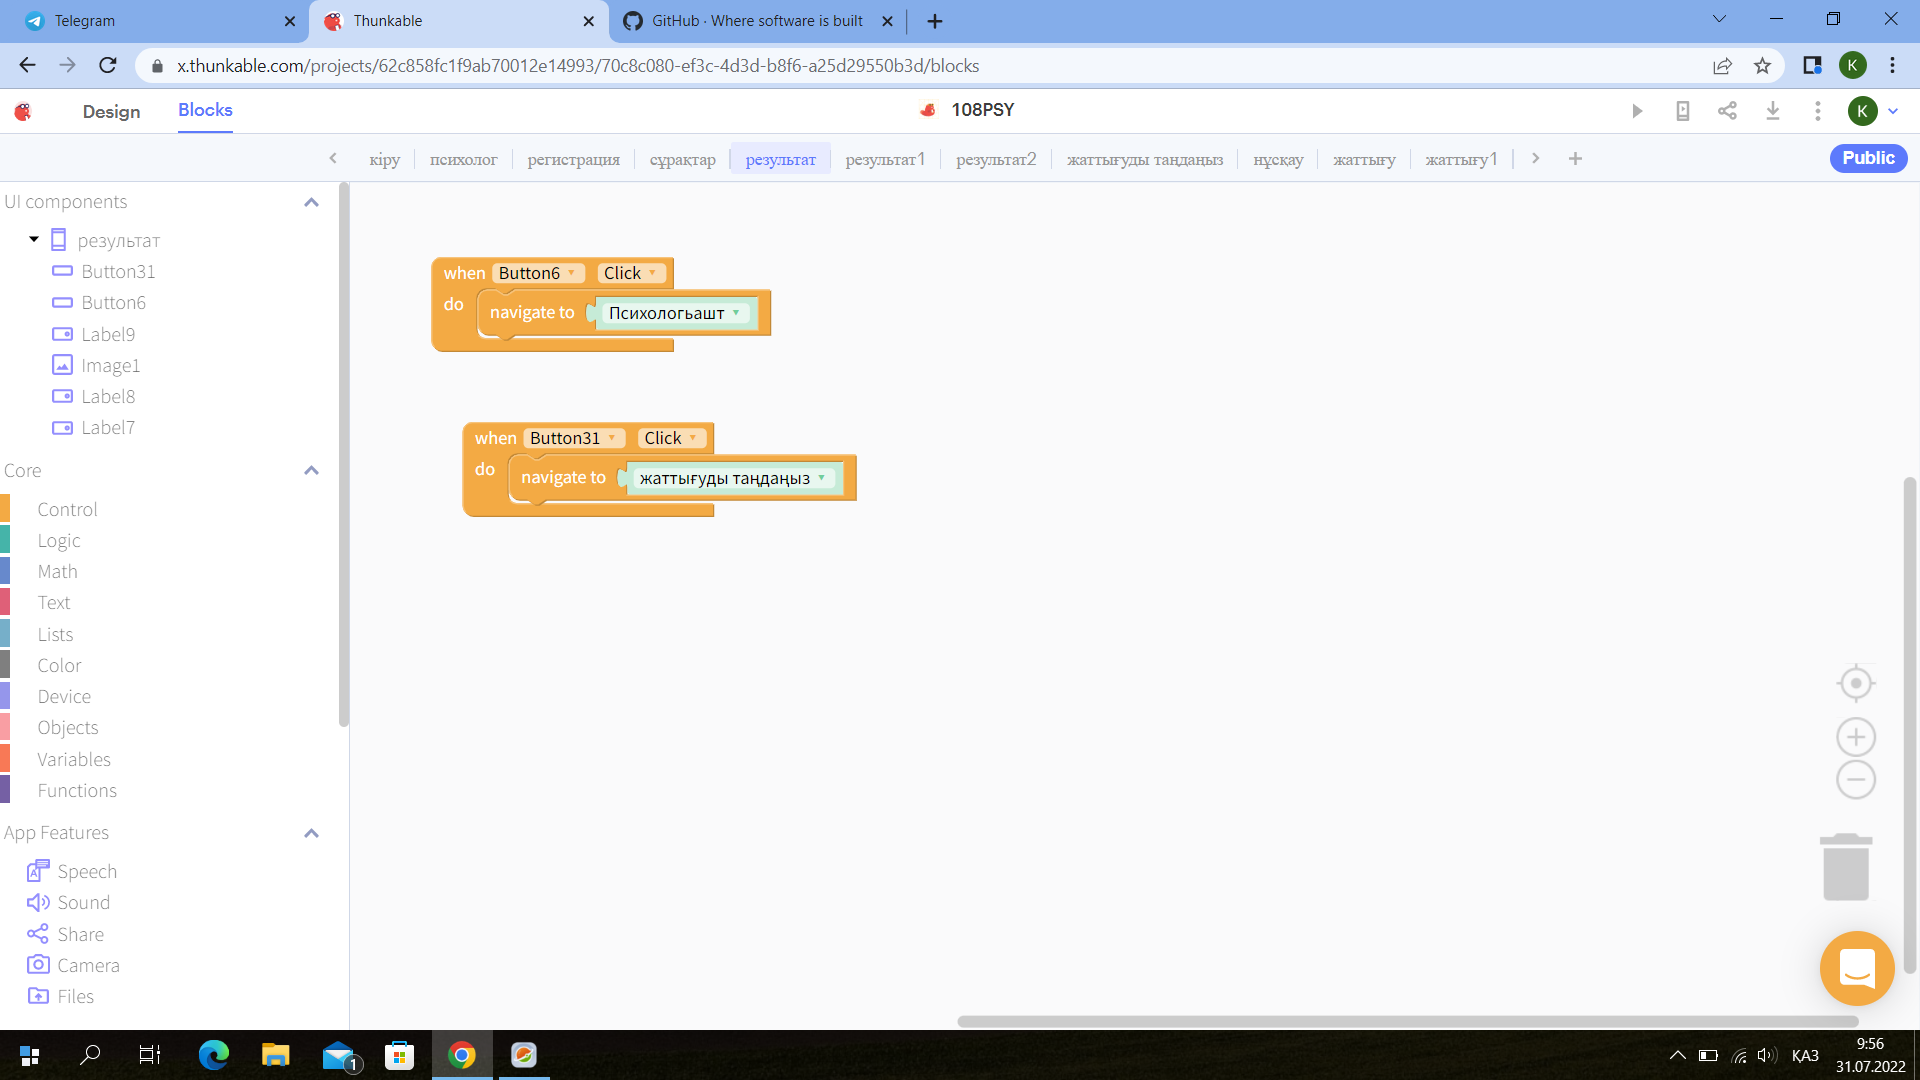 Telegram
Thunkable
GitHub · Where software is built
x.thunkable.com/projects/62c858fc1f9ab70012e14993/70c8c080-ef3c-4d3d-b8f6-a25d29550b3d/blocks
K
Design
Blocks
108PSY
K
кіру
психолог
регистрация
сұрақтар
результат
результат1
результат2
жаттығуды таңдаңыз
нұсқау
жаттығу
жаттығу1
Public
UI components
результат
Button31
Button6
Label9
Image1
Label8
Label7
Core
Control
Logic
Math
Text
Lists
Color
Device
Objects
Variables
Functions
App Features
Speech
Sound
Share
Camera
Files
when Button6 Click
do navigate to Психологьашт
when Button31 Click
do navigate to жаттығуды таңдаңыз
1
ҚАЗ
9:56
31.07.2022